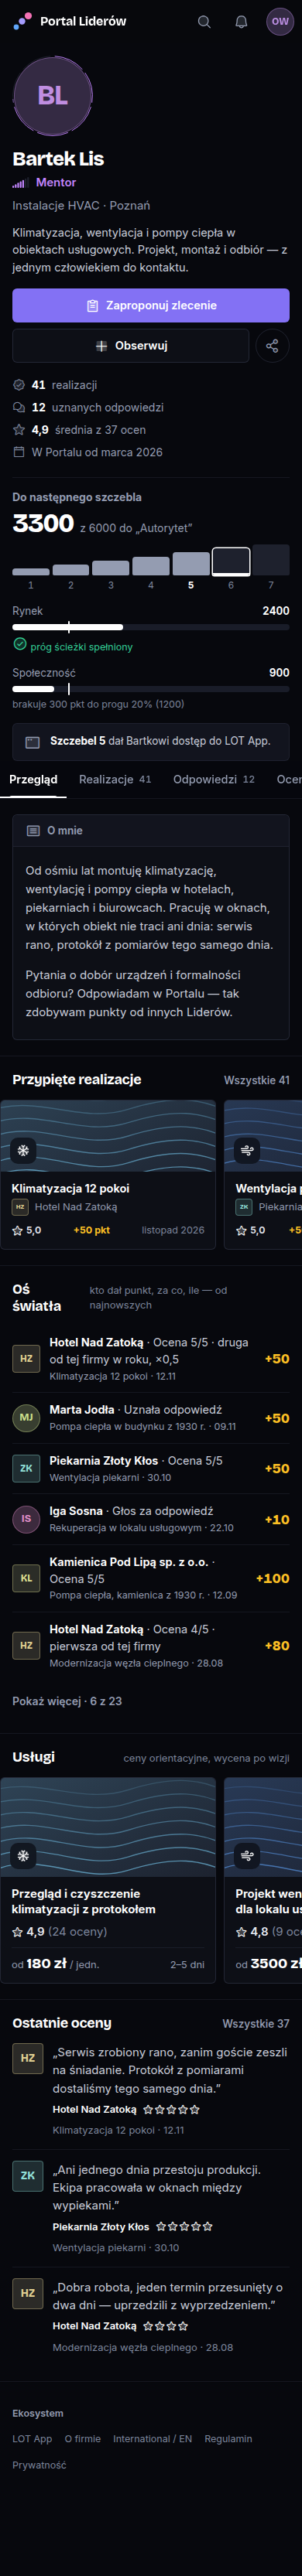 Portal Liderów
OW
BL
Bartek Lis
Mentor
Instalacje HVAC · Poznań
Klimatyzacja, wentylacja i pompy ciepła w
obiektach usługowych. Projekt, montaż i odbiór — z
jednym człowiekiem do kontaktu.
Zaproponuj zlecenie
Obserwuj
41 realizacji
12 uznanych odpowiedzi
4,9 średnia z 37 ocen
W Portalu od marca 2026
Do następnego szczebla
3300 z 6000 do „Autorytet”
1 2 3 4 5 6 7
Rynek 2400
próg ścieżki spełniony
Społeczność 900
brakuje 300 pkt do progu 20% (1200)
Szczebel 5 dał Bartkowi dostęp do LOT App.
Przegląd Realizacje 41 Odpowiedzi 12 Ocen
O mnie
Od ośmiu lat montuję klimatyzację,
wentylację i pompy ciepła w hotelach,
piekarniach i biurowcach. Pracuję w oknach,
w których obiekt nie traci ani dnia: serwis
rano, protokół z pomiarów tego samego dnia.
Pytania o dobór urządzeń i formalności
odbioru? Odpowiadam w Portalu — tak
zdobywam punkty od innych Liderów.
Przypięte realizacje Wszystkie 41
Klimatyzacja 12 pokoi
HZ Hotel Nad Zatoką
5,0 +50 pkt listopad 2026
Wentylacja p
ZK Piekarnia
5,0 +5
Oś
światła
kto dał punkt, za co, ile — od
najnowszych
HZ
Hotel Nad Zatoką · Ocena 5/5 · druga
od tej firmy w roku, ×0,5
Klimatyzacja 12 pokoi · 12.11
+50
MJ
Marta Jodła · Uznała odpowiedź
Pompa ciepła w budynku z 1930 r. · 09.11
+50
ZK
Piekarnia Złoty Kłos · Ocena 5/5
Wentylacja piekarni · 30.10
+50
IS
Iga Sosna · Głos za odpowiedź
Rekuperacja w lokalu usługowym · 22.10
+10
KL
Kamienica Pod Lipą sp. z o.o. ·
Ocena 5/5
Pompa ciepła, kamienica z 1930 r. · 12.09
+100
HZ
Hotel Nad Zatoką · Ocena 4/5 ·
pierwsza od tej firmy
Modernizacja węzła cieplnego · 28.08
+80
Pokaż więcej · 6 z 23
Usługi ceny orientacyjne, wycena po wizji
Przegląd i czyszczenie
klimatyzacji z protokołem
4,9 (24 oceny)
od 180 zł / jedn. 2–5 dni
Projekt wen
dla lokalu us
4,8 (9 oce
od 3500 z
Ostatnie oceny Wszystkie 37
HZ
„Serwis zrobiony rano, zanim goście zeszli
na śniadanie. Protokół z pomiarami
dostaliśmy tego samego dnia.”
Hotel Nad Zatoką
Klimatyzacja 12 pokoi · 12.11
ZK
„Ani jednego dnia przestoju produkcji.
Ekipa pracowała w oknach między
wypiekami.”
Piekarnia Złoty Kłos
Wentylacja piekarni · 30.10
HZ
„Dobra robota, jeden termin przesunięty o
dwa dni — uprzedzili z wyprzedzeniem.”
Hotel Nad Zatoką
Modernizacja węzła cieplnego · 28.08
Ekosystem
LOT App O firmie International / EN Regulamin
Prywatność